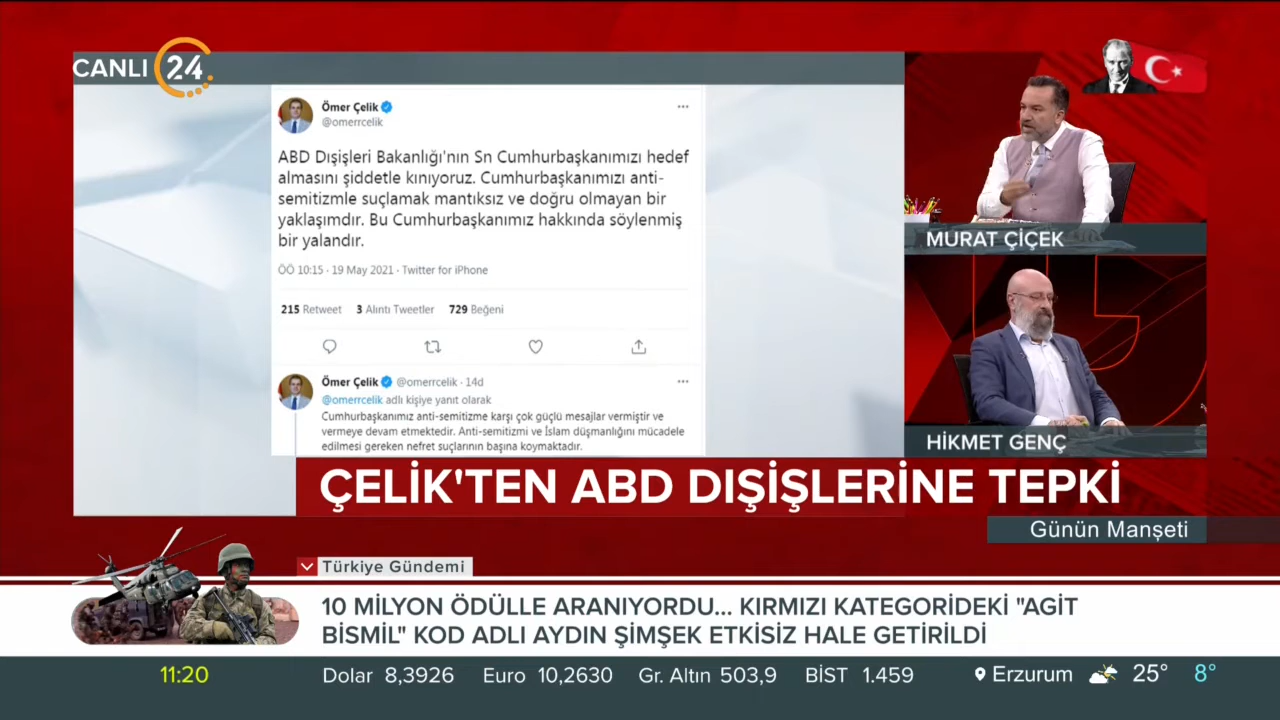 CANLI 24
Ömer Çelik
@omerrcelik
ABD Dışişleri Bakanlığı'nın Sn Cumhurbaşkanımızı hedef
almasını şiddetle kınıyoruz. Cumhurbaşkanımızı anti-
semitizmle suçlamak mantıksız ve doğru olmayan bir
yaklaşımdır. Bu Cumhurbaşkanımız hakkında söylenmiş
bir yalandır.
ÖÖ 10:15 · 19 May 2021 · Twitter for iPhone
215 Retweet 3 Alıntı Tweetler 729 Beğeni
Ömer Çelik @omerrcelik · 14d
@omerrcelik adlı kişiye yanıt olarak
Cumhurbaşkanımız anti-semitizme karşı çok güçlü mesajlar vermiştir ve
vermeye devam etmektedir. Anti-semitizmi ve İslam düşmanlığını mücadele
edilmesi gereken nefret suçlarının başına koymaktadır.
MURAT ÇİÇEK
HİKMET GENÇ
ÇELİK'TEN ABD DIŞİŞLERİNE TEPKİ
Günün Manşeti
Türkiye Gündemi
10 MİLYON ÖDÜLLE ARANIYORDU... KIRMIZI KATEGORİDEKİ "AGİT
BİSMİL" KOD ADLI AYDIN ŞİMŞEK ETKİSİZ HALE GETİRİLDİ
11:20 Dolar 8,3926 Euro 10,2630 Gr. Altın 503,9 BİST 1.459 Erzurum 25° 8°